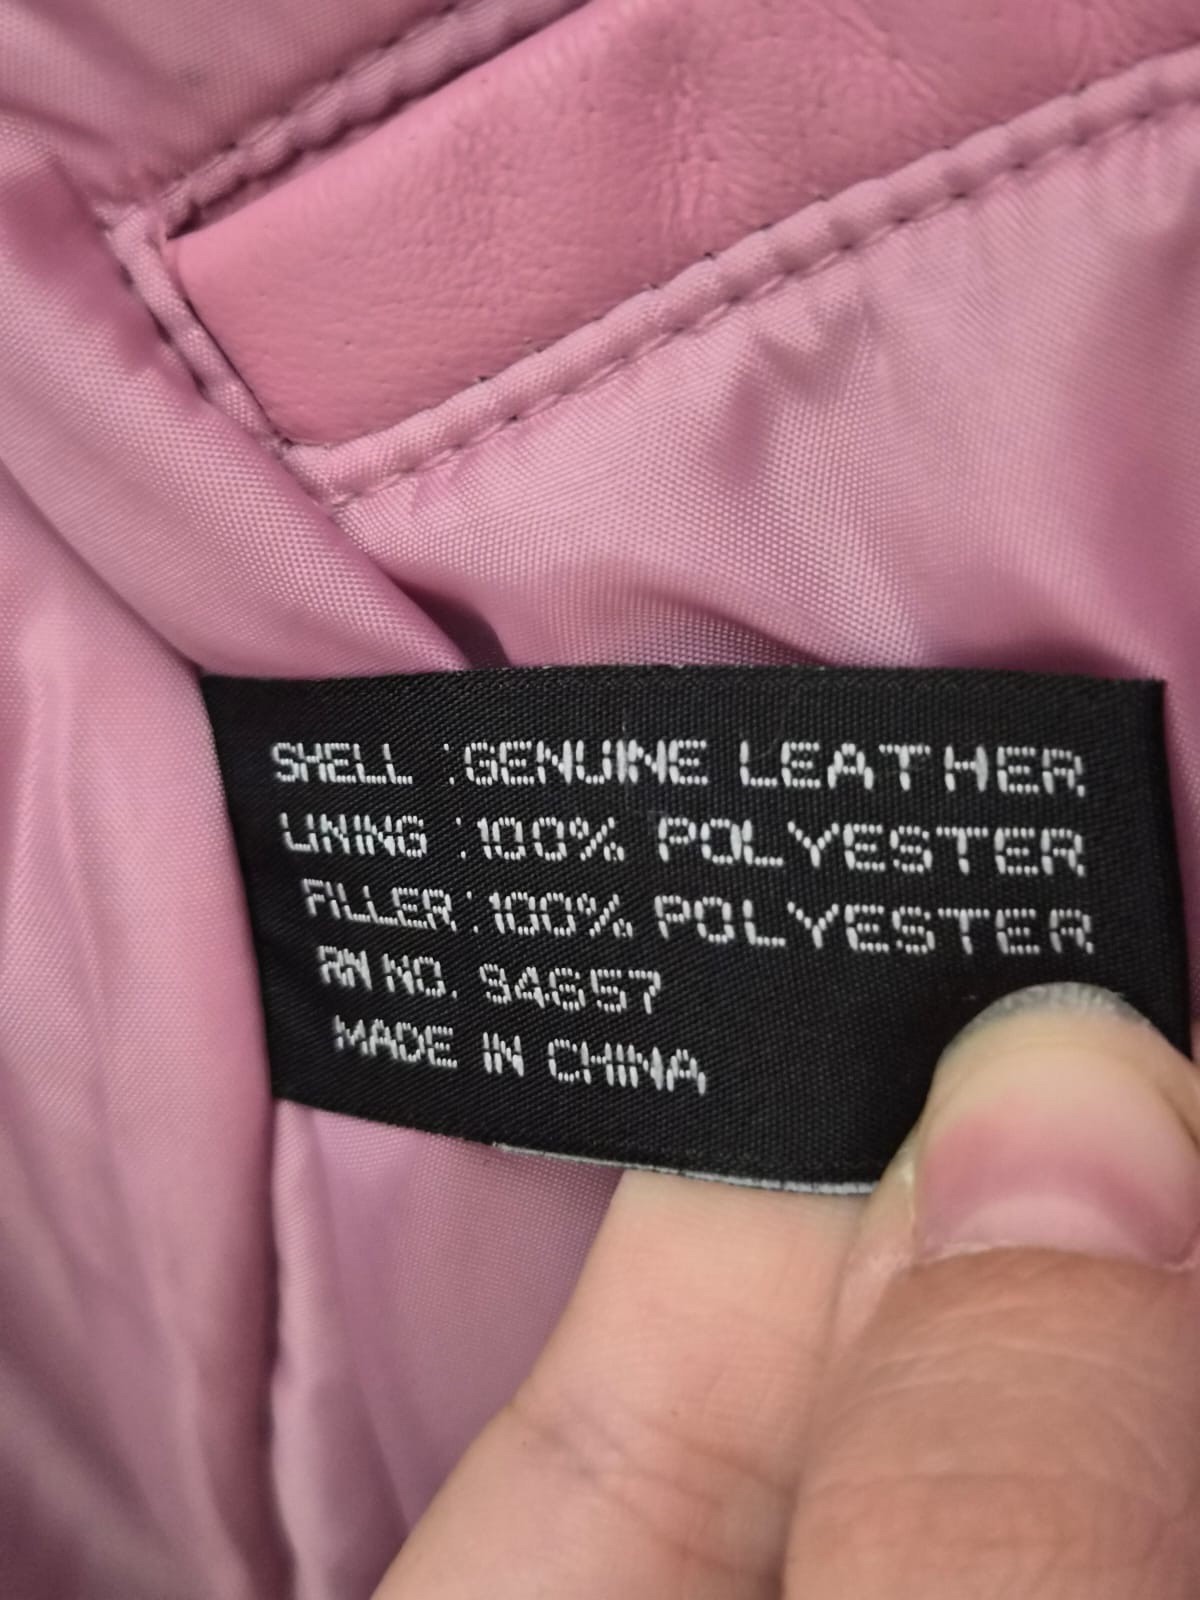 SHELL :GENUINE LEATHER
LINING :100% POLYESTER
FILLER:100% POLYESTER
RN NO. 94657
MADE IN CHINA